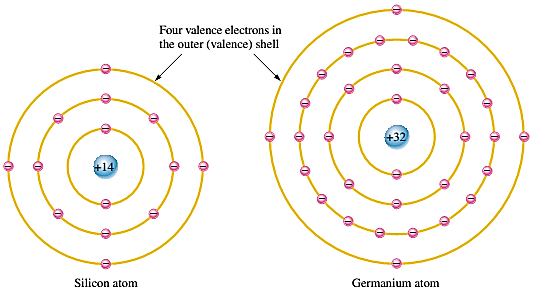 Four valence electrons in
the outer (valence) shell
+14
+32
Silicon atom
Germanium atom